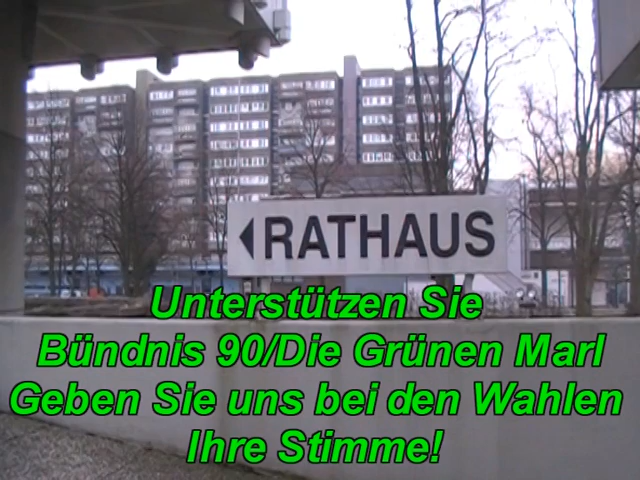 RATHAUS
Unterstützen Sie
Bündnis 90/Die Grünen Marl
Geben Sie uns bei den Wahlen
Ihre Stimme!